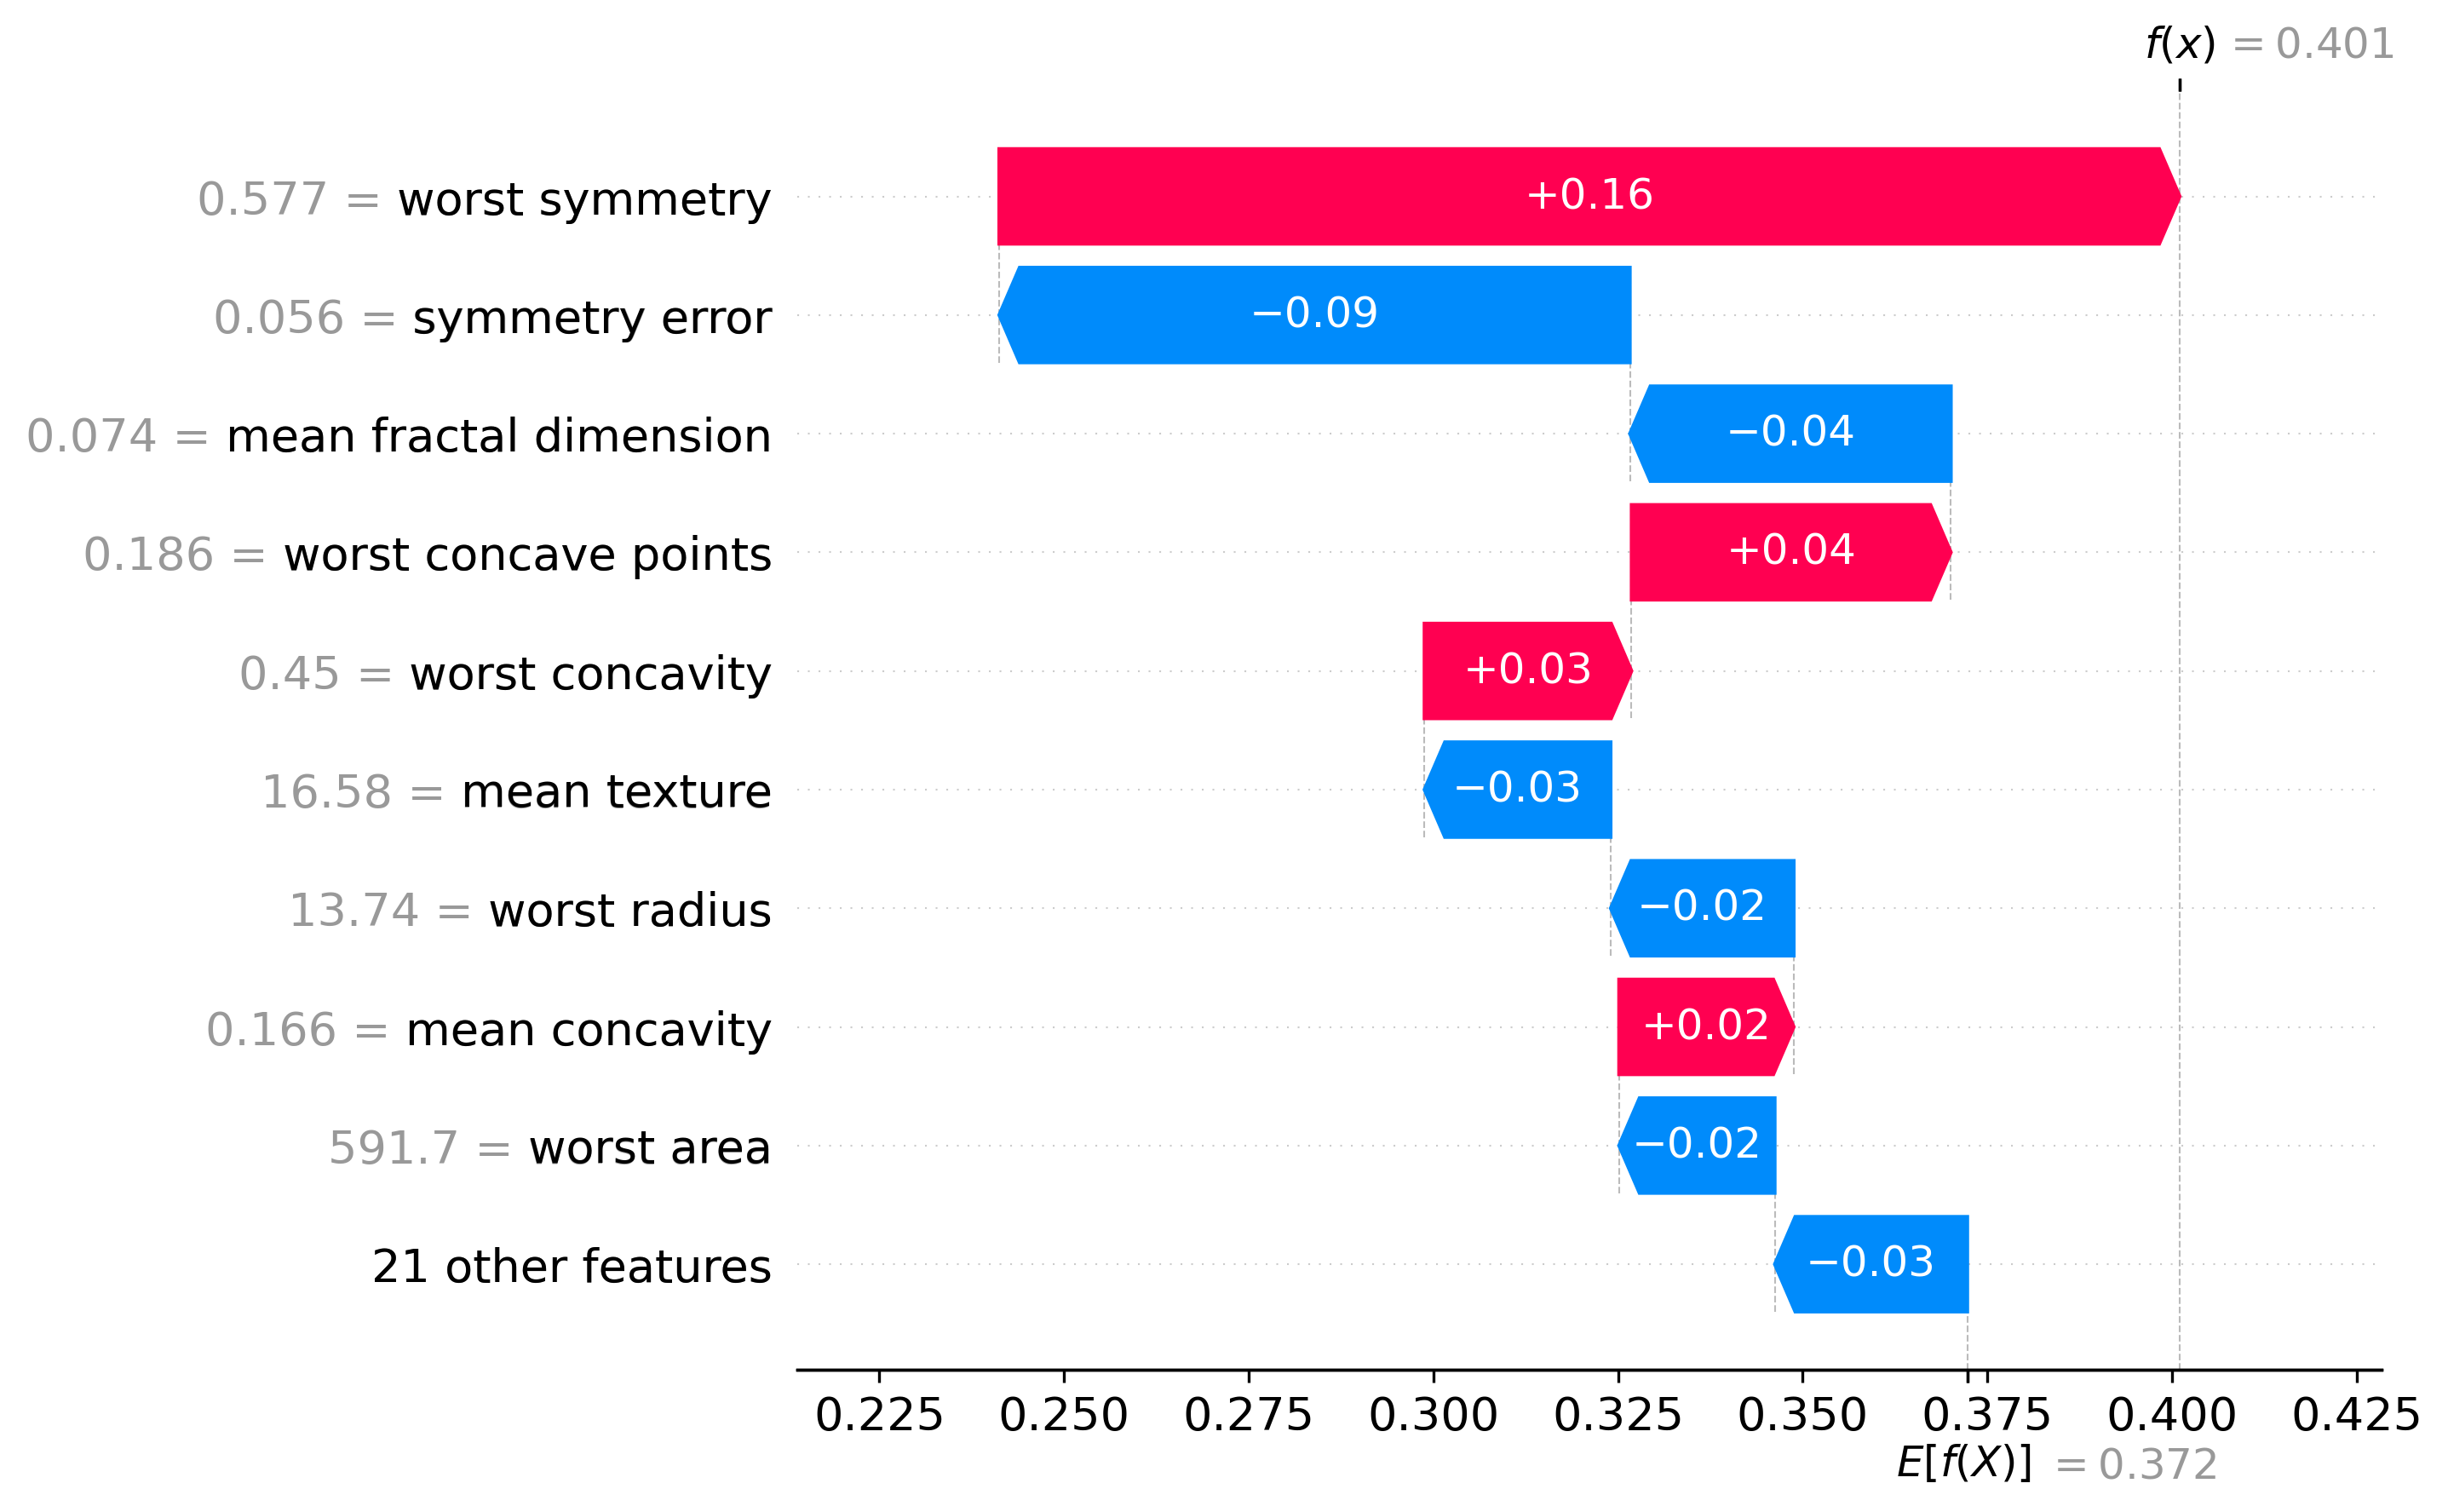 f(x) = 0.401
0.577 = worst symmetry +0.16
0.056 = symmetry error −0.09
0.074 = mean fractal dimension −0.04
0.186 = worst concave points +0.04
0.45 = worst concavity +0.03
16.58 = mean texture −0.03
13.74 = worst radius −0.02
0.166 = mean concavity +0.02
591.7 = worst area −0.02
21 other features −0.03
0.225 0.250 0.275 0.300 0.325 0.350 0.375 0.400 0.425
E[f(X)] = 0.372